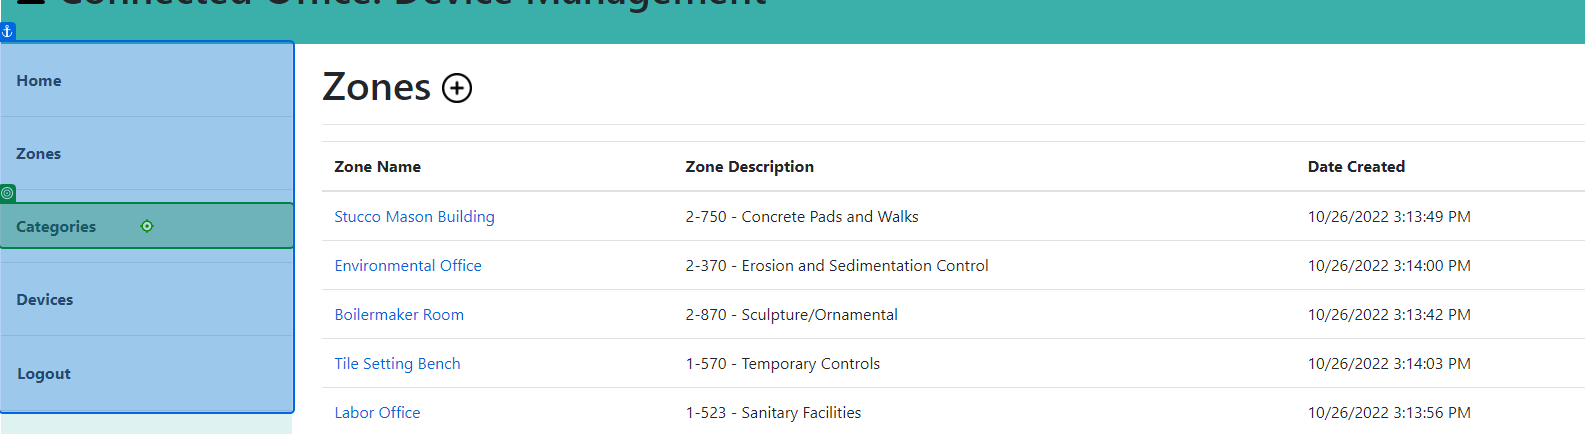 Connected Office: Device Management
Home
Zones
Categories
Devices
Logout
Zones
Zone Name Zone Description Date Created
Stucco Mason Building 2-750 - Concrete Pads and Walks 10/26/2022 3:13:49 PM
Environmental Office 2-370 - Erosion and Sedimentation Control 10/26/2022 3:14:00 PM
Boilermaker Room 2-870 - Sculpture/Ornamental 10/26/2022 3:13:42 PM
Tile Setting Bench 1-570 - Temporary Controls 10/26/2022 3:14:03 PM
Labor Office 1-523 - Sanitary Facilities 10/26/2022 3:13:56 PM